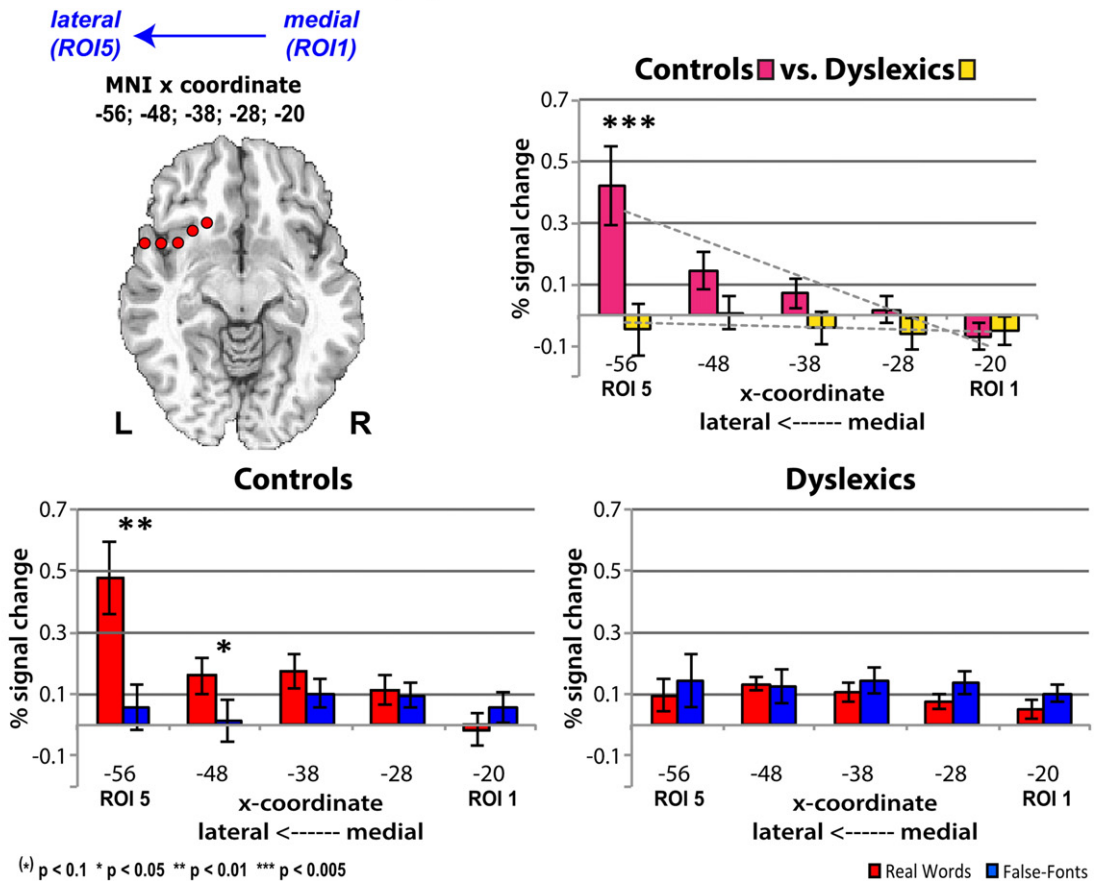 lateral medial
(ROI5) (ROI1)
MNI x coordinate
-56; -48; -38; -28; -20
L R
Controls vs. Dyslexics
% signal change
0.7
0.5
0.3
0.1
-0.1
***
-56 -48 -38 -28 -20
ROI 5 x-coordinate ROI 1
lateral <------ medial
Controls
% signal change
0.7
0.5
0.3
0.1
-0.1
**
*
-56 -48 -38 -28 -20
ROI 5 x-coordinate ROI 1
lateral <------ medial
Dyslexics
% signal change
0.7
0.5
0.3
0.1
-0.1
-56 -48 -38 -28 -20
ROI 5 x-coordinate ROI 1
lateral <------ medial
(*) p < 0.1 * p < 0.05 ** p < 0.01 *** p < 0.005
Real Words False-Fonts